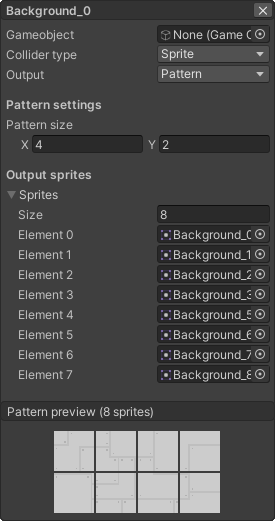 Background_0
Gameobject None (Game C
Collider type Sprite
Output Pattern
Pattern settings
Pattern size
X 4 Y 2
Output sprites
Sprites
Size 8
Element 0 Background_0
Element 1 Background_1
Element 2 Background_2
Element 3 Background_3
Element 4 Background_5
Element 5 Background_6
Element 6 Background_7
Element 7 Background_8
Pattern preview (8 sprites)